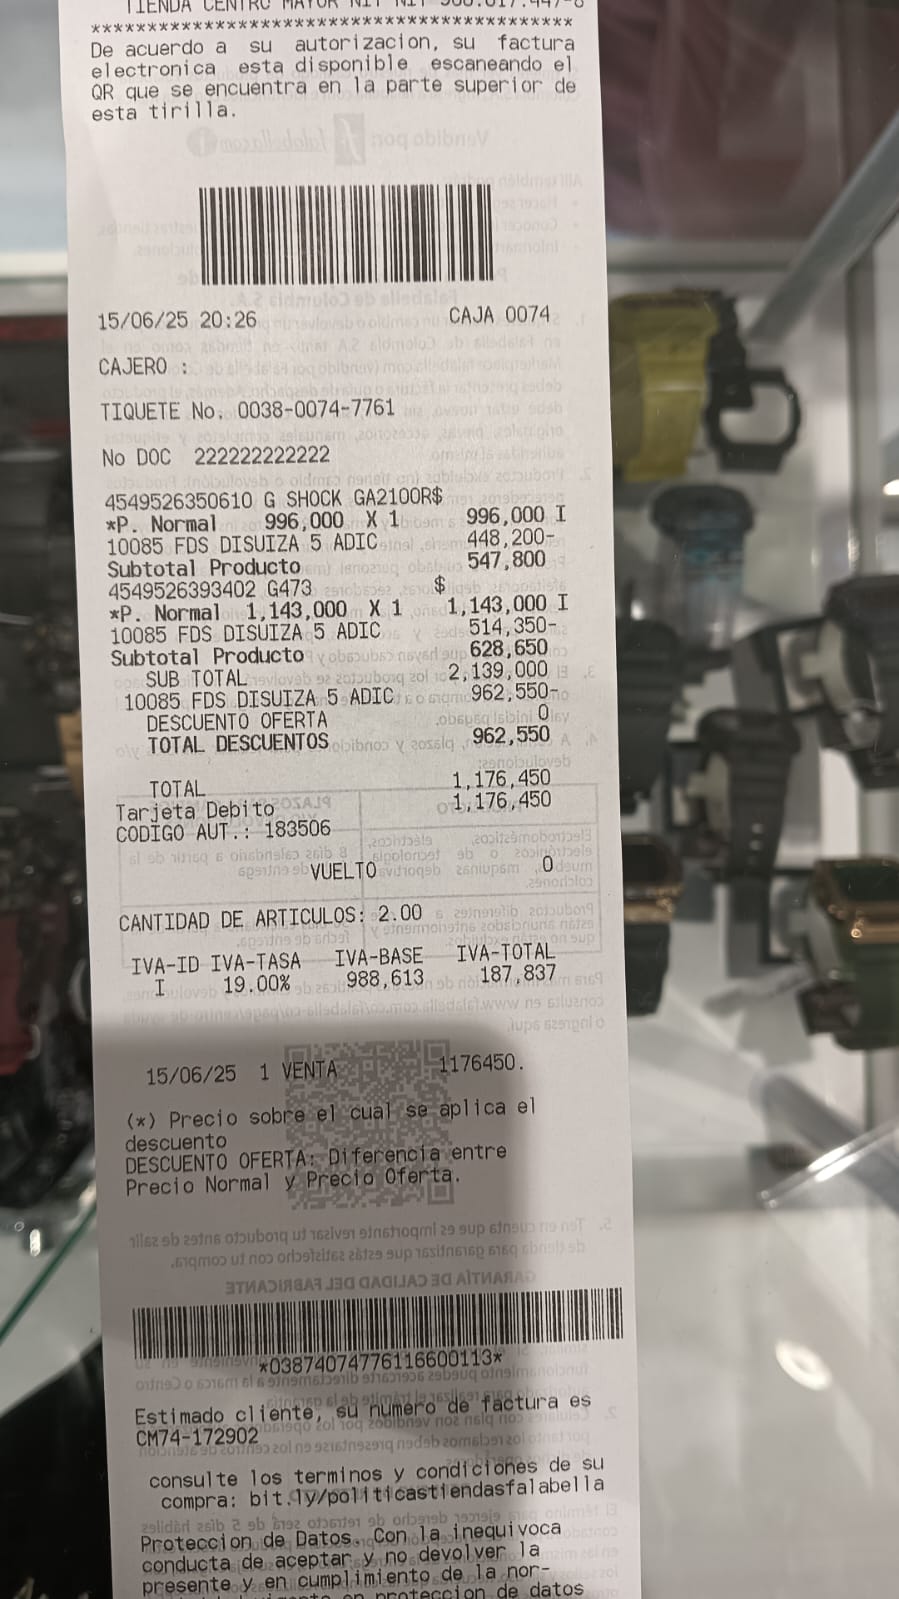 TIENDA CENTRO MAYOR NIT NIT 900.017.447-8
*******************************************
De acuerdo a su autorizacion, su factura
electronica esta disponible escaneando el
QR que se encuentra en la parte superior de
esta tirilla.
15/06/25 20:26 CAJA 0074
CAJERO :
TIQUETE No. 0038-0074-7761
No DOC 222222222222
4549526350610 G SHOCK GA2100R$
*P. Normal 996,000 X 1 996,000 I
10085 FDS DISUIZA 5 ADIC 448,200-
Subtotal Producto 547,800
4549526393402 G473 $
*P. Normal 1,143,000 X 1 1,143,000 I
10085 FDS DISUIZA 5 ADIC 514,350-
Subtotal Producto 628,650
SUB TOTAL 2,139,000
10085 FDS DISUIZA 5 ADIC 962,550-
DESCUENTO OFERTA 0
TOTAL DESCUENTOS 962,550
TOTAL 1,176,450
Tarjeta Debito 1,176,450
CODIGO AUT.: 183506
VUELTO 0
CANTIDAD DE ARTICULOS: 2.00
IVA-ID IVA-TASA IVA-BASE IVA-TOTAL
I 19.00% 988,613 187,837
15/06/25 1 VENTA 1176450.
(*) Precio sobre el cual se aplica el
descuento
DESCUENTO OFERTA: Diferencia entre
Precio Normal y Precio Oferta.
*03874074776116600113*
Estimado cliente, su numero de factura es
CM74-172902
consulte los terminos y condiciones de su
compra: bit.ly/politicastiendasfalabella
Proteccion de Datos. Con la inequivoca
conducta de aceptar y no devolver la
presente y en cumplimiento de la nor-
proteccion de datos